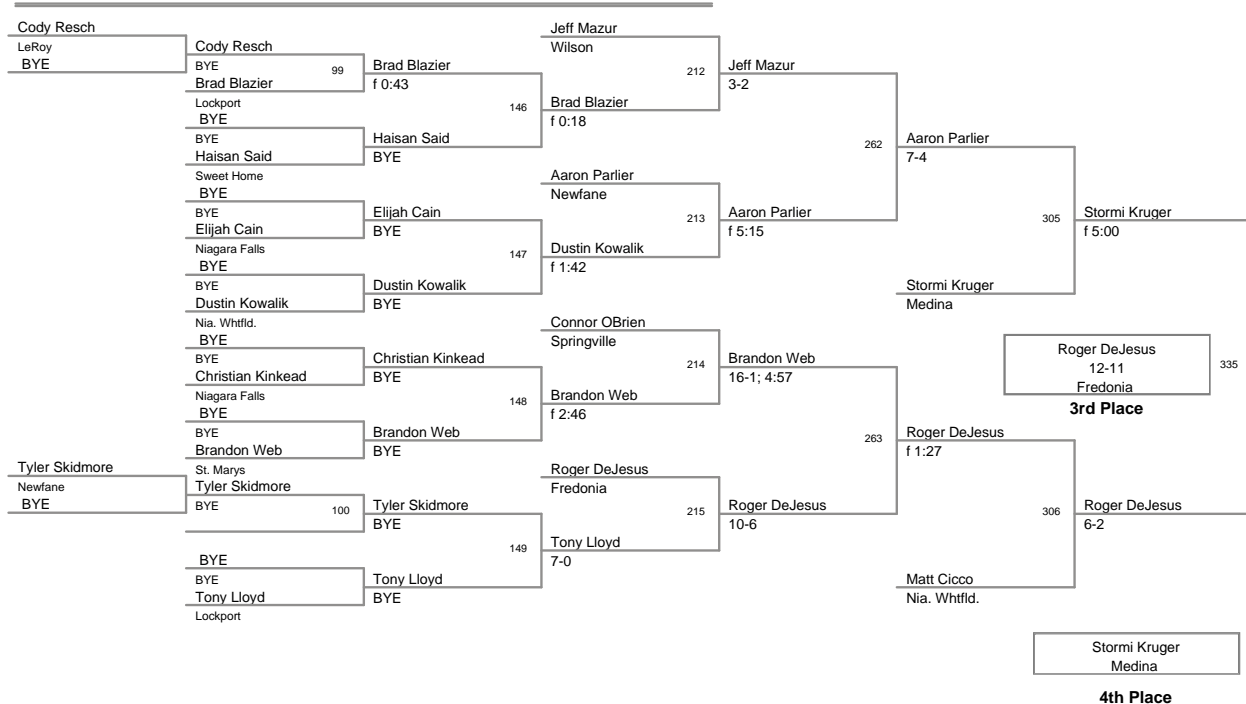 Cody Resch
LeRoy
BYE
Cody Resch
BYE
99
Brad Blazier
Lockport
BYE
BYE
Haisan Said
Sweet Home
BYE
BYE
Elijah Cain
Niagara Falls
BYE
BYE
Dustin Kowalik
Nia. Whtfld.
BYE
BYE
Christian Kinkead
Niagara Falls
BYE
BYE
Brandon Web
St. Marys
Tyler Skidmore
Newfane
BYE
Tyler Skidmore
BYE
100
BYE
BYE
Tony Lloyd
Lockport
Brad Blazier
f 0:43
146
Haisan Said
BYE
Elijah Cain
BYE
147
Dustin Kowalik
BYE
Christian Kinkead
BYE
148
Brandon Web
BYE
Tyler Skidmore
BYE
149
Tony Lloyd
BYE
Jeff Mazur
Wilson
212
Brad Blazier
f 0:18
Aaron Parlier
Newfane
213
Dustin Kowalik
f 1:42
Connor OBrien
Springville
214
Brandon Web
f 2:46
Roger DeJesus
Fredonia
215
Tony Lloyd
7-0
Jeff Mazur
3-2
262
Aaron Parlier
f 5:15
Brandon Web
16-1; 4:57
263
Roger DeJesus
10-6
Aaron Parlier
7-4
305
Stormi Kruger
Medina
Roger DeJesus
f 1:27
306
Matt Cicco
Nia. Whtfld.
Stormi Kruger
f 5:00
Roger DeJesus
12-11
Fredonia
335
3rd Place
Roger DeJesus
6-2
Stormi Kruger
Medina
4th Place